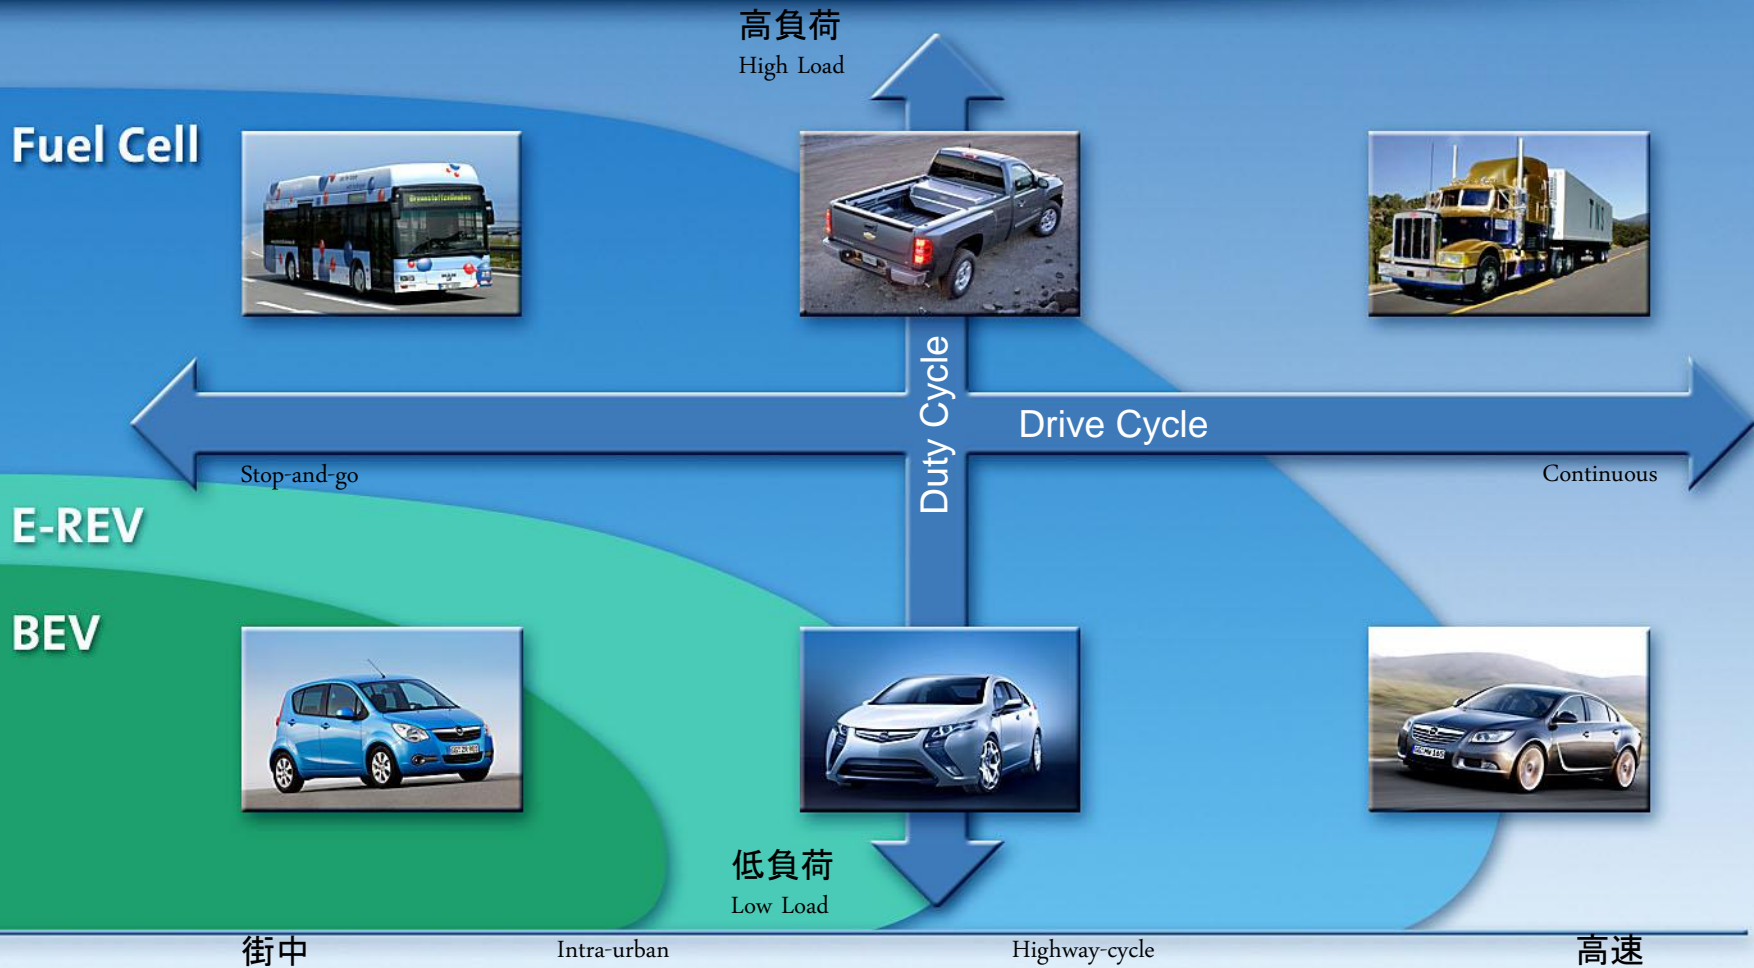 高負荷
High Load
Fuel Cell
TNS
Duty Cycle
Drive Cycle
Stop-and-go
Continuous
E-REV
BEV
低負荷
Low Load
街中
Intra-urban
Highway-cycle
高速